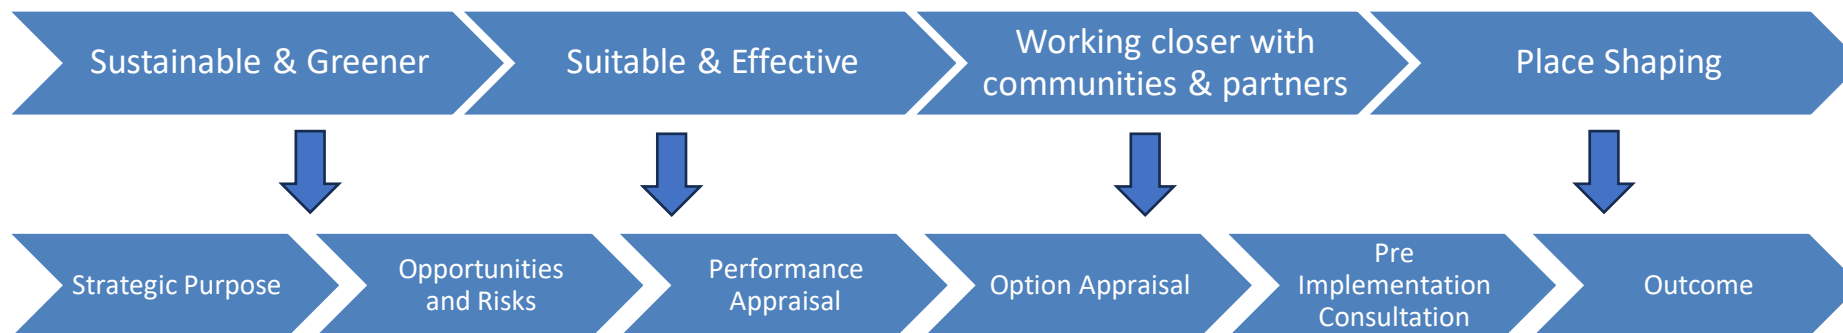 Sustainable & Greener
Suitable & Effective
Working closer with
communities & partners
Place Shaping
Strategic Purpose
Opportunities
and Risks
Performance
Appraisal
Option Appraisal
Pre
Implementation
Consultation
Outcome